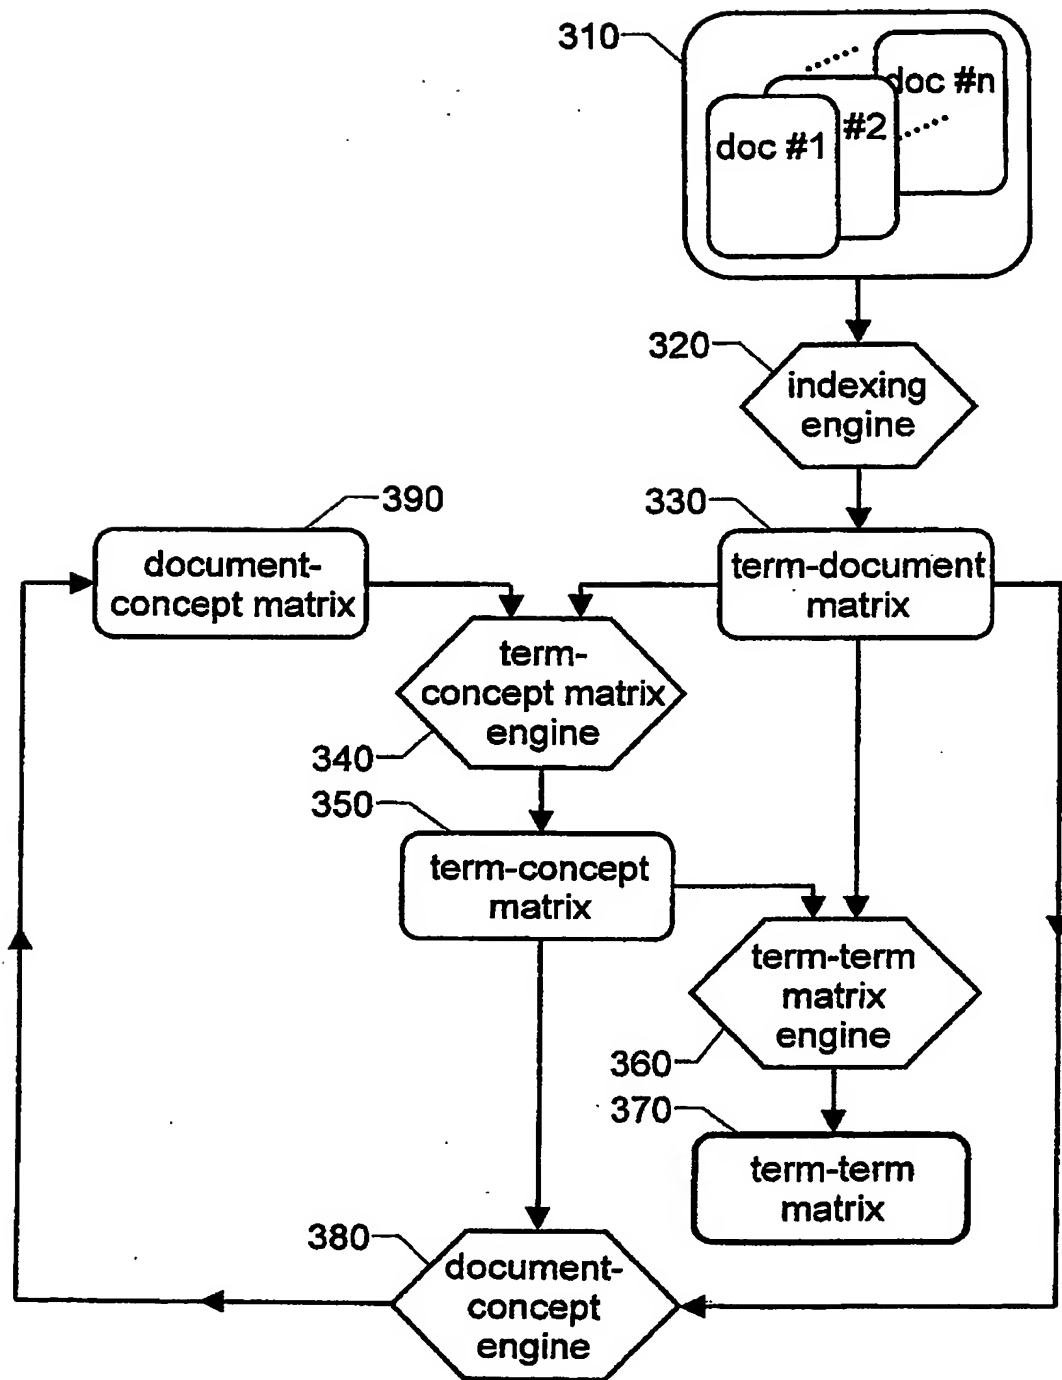 310
doc #n
#2
doc #1
320
indexing
engine
390
330
document-
concept matrix
term-document
matrix
term-
concept matrix
engine
340
350
term-concept
matrix
term-term
matrix
engine
360
370
term-term
matrix
380
document-
concept
engine